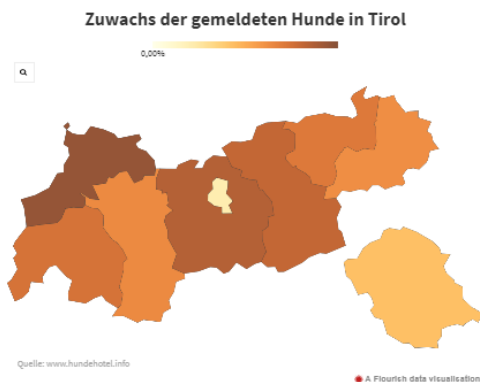 Zuwachs der gemeldeten Hunde in Tirol
0,00%
Quelle: www.hundehotel.info
A Flourish data visualisation